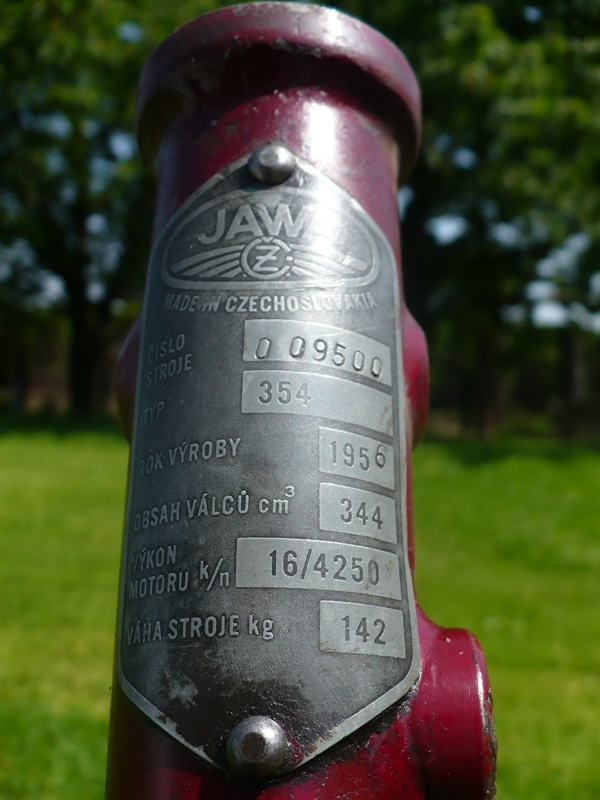 JAWA
CZ
MADE IN CZECHOSLOVAKIA
ČÍSLO
STROJE
0 09500
TYP
354
ROK VÝROBY
1956
OBSAH VÁLCŮ cm³
344
VÝKON
MOTORU k/n
16/4250
VÁHA STROJE kg
142